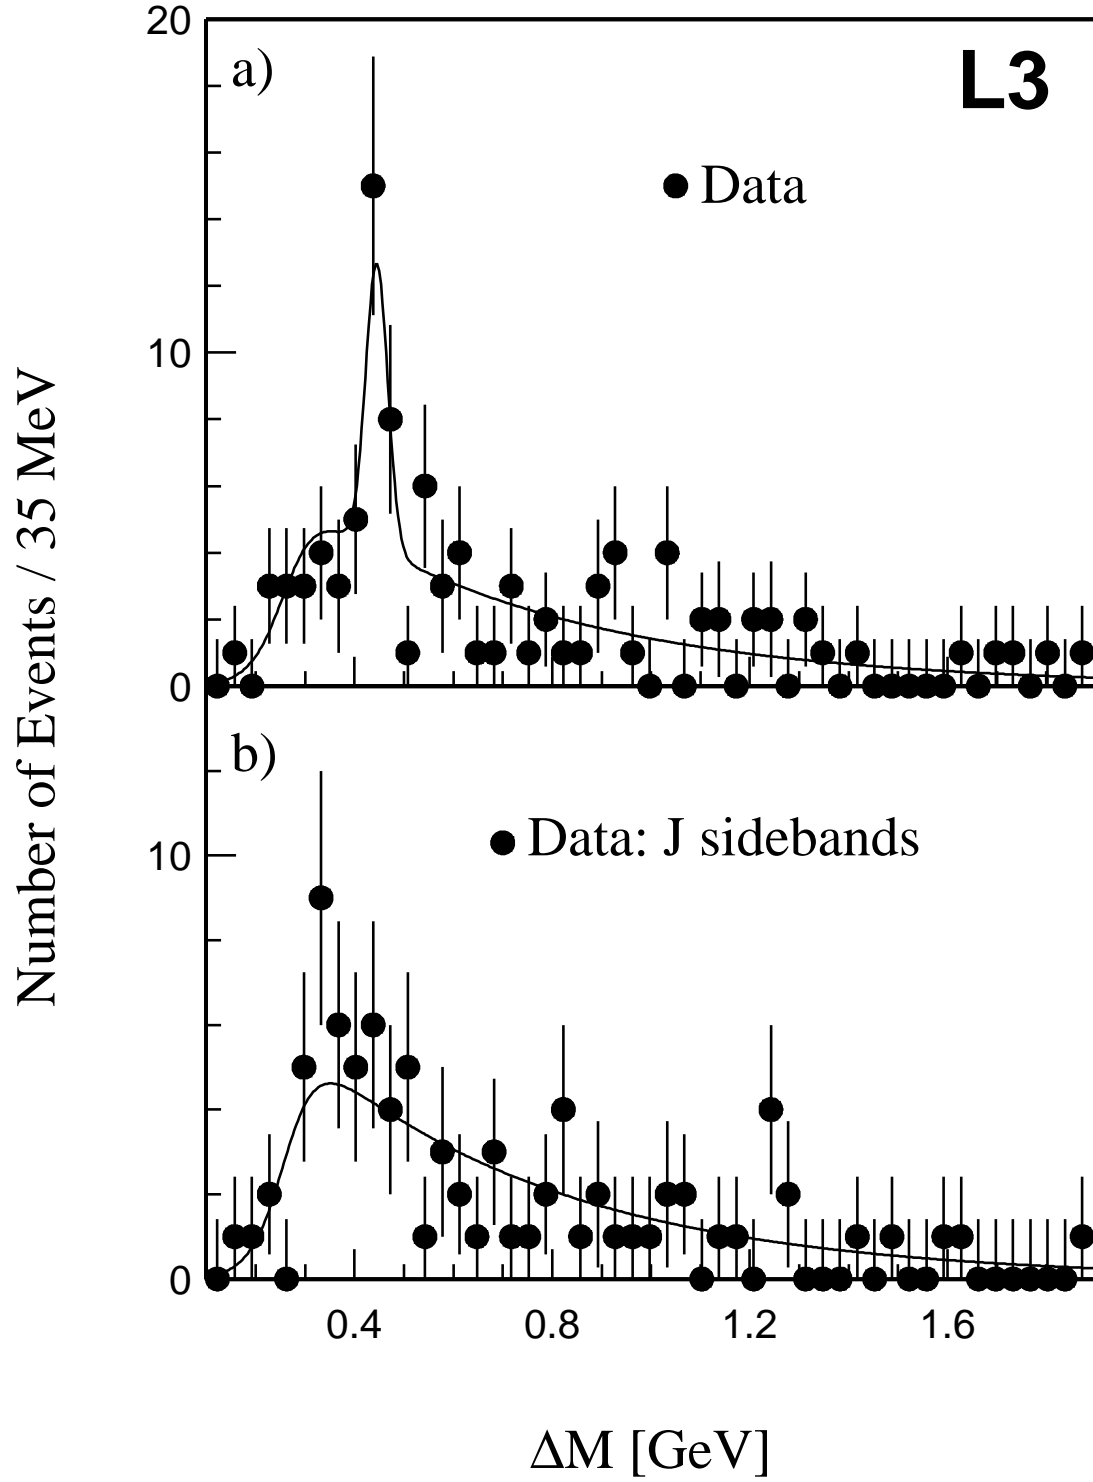 20
a)
L3
Data
10
0
b)
Data: J sidebands
10
0
0.4 0.8 1.2 1.6
ΔM [GeV]
Number of Events / 35 MeV